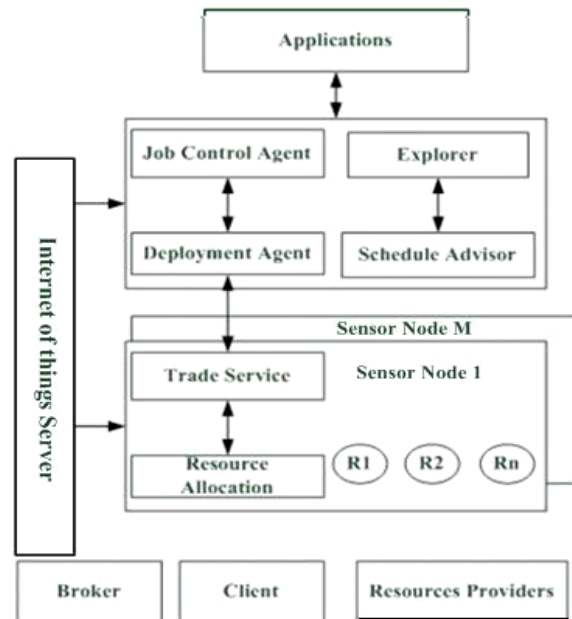 Applications
Job Control Agent
Explorer
Deployment Agent
Schedule Advisor
Internet of things Server
Sensor Node M
Trade Service
Sensor Node 1
Resource
Allocation
R1
R2
Rn
Broker
Client
Resources Providers